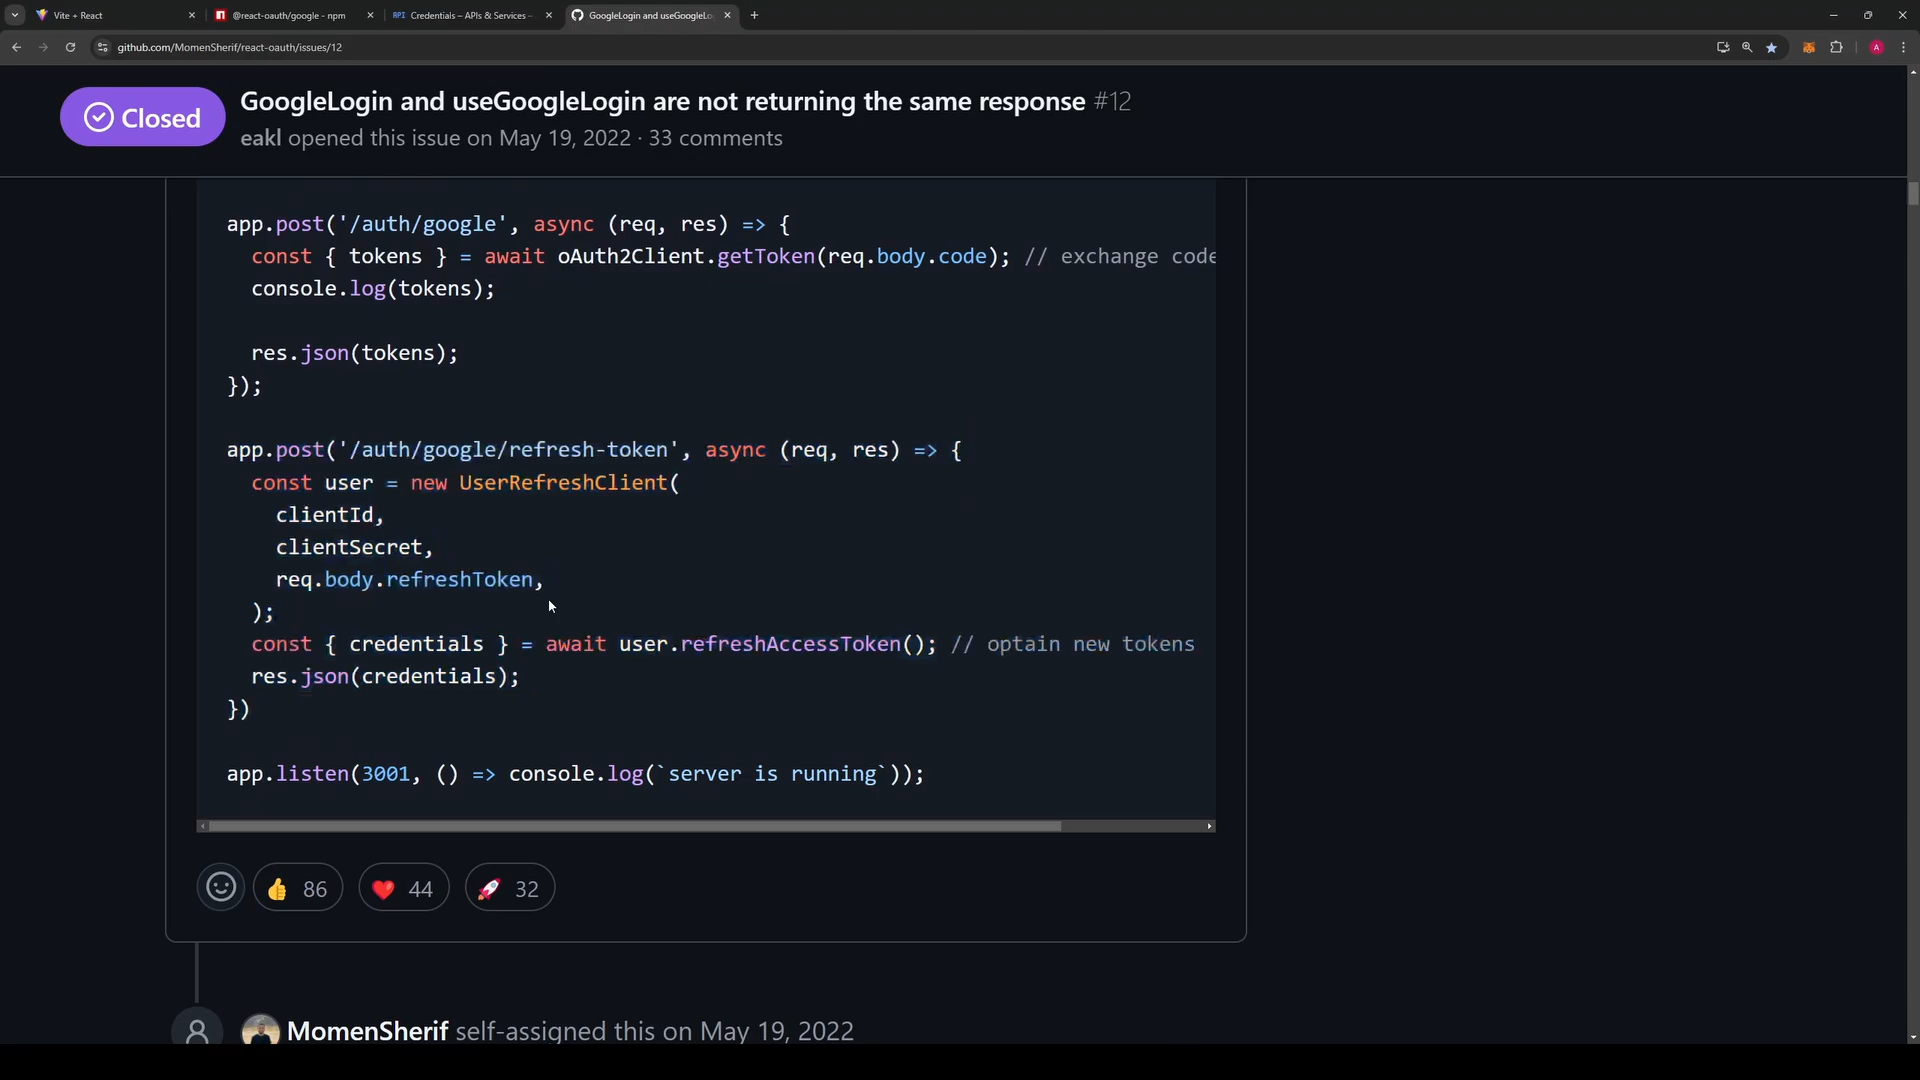 Vite + React
@react-oauth/google - npm
RPI Credentials – APIs & Services –
GoogleLogin and useGoogleLo
github.com/MomenSherif/react-oauth/issues/12
A
Closed
GoogleLogin and useGoogleLogin are not returning the same response #12
eakl opened this issue on May 19, 2022 · 33 comments
app.post('/auth/google', async (req, res) => {
const { tokens } = await oAuth2Client.getToken(req.body.code); // exchange code
console.log(tokens);
res.json(tokens);
});
app.post('/auth/google/refresh-token', async (req, res) => {
const user = new UserRefreshClient(
clientId,
clientSecret,
req.body.refreshToken,
);
const { credentials } = await user.refreshAccessToken(); // optain new tokens
res.json(credentials);
})
app.listen(3001, () => console.log(`server is running`));
86
44
32
MomenSherif self-assigned this on May 19, 2022